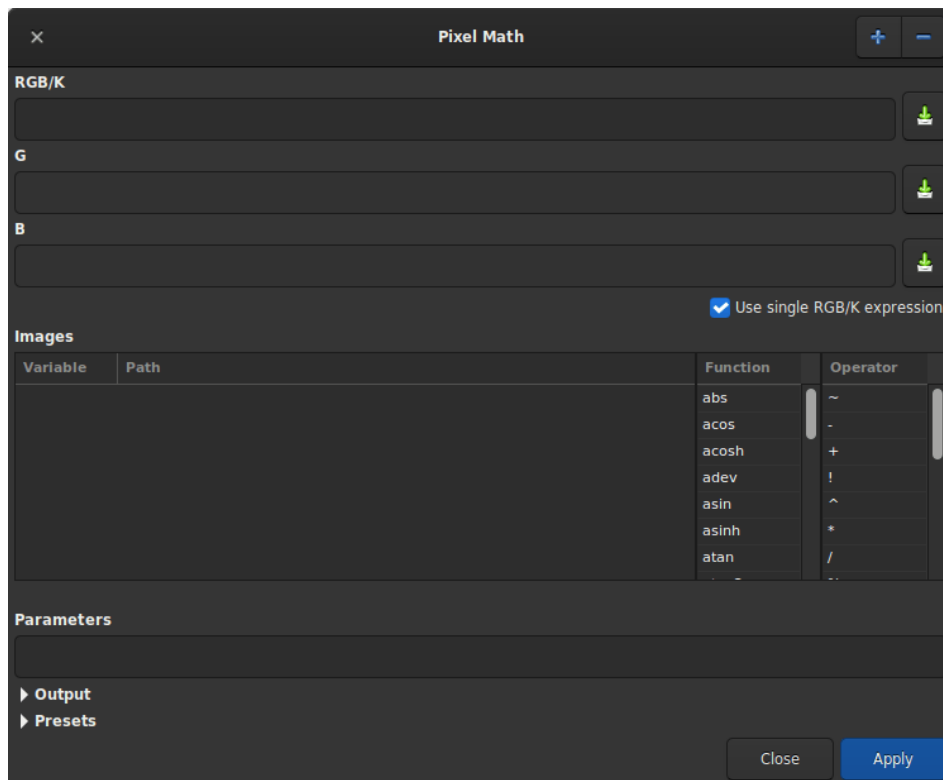 Pixel Math
RGB/K
G
B
Use single RGB/K expression
Images
Variable Path Function Operator
abs ~
acos -
acosh +
adev !
asin ^
asinh *
atan /
Parameters
Output
Presets
Close Apply